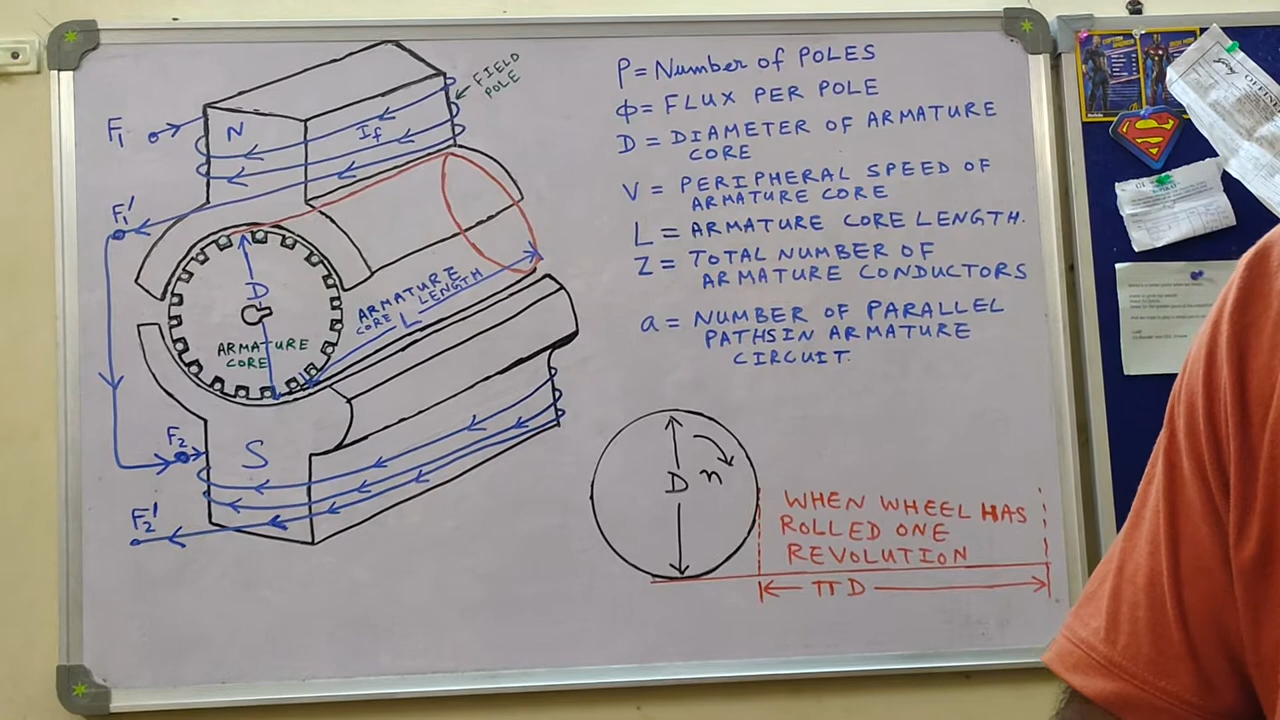 F1
N
If
FIELD
POLE
F1'
D
ARMATURE
CORE
ARMATURE
CORE LENGTH
L
F2
S
F2'
P = Number of POLES
Φ = FLUX PER POLE
D = DIAMETER OF ARMATURE
CORE
V = PERIPHERAL SPEED OF
ARMATURE CORE
L = ARMATURE CORE LENGTH.
Z = TOTAL NUMBER OF
ARMATURE CONDUCTORS
a = NUMBER OF PARALLEL
PATHS IN ARMATURE
CIRCUIT.
D
n
WHEN WHEEL HAS
ROLLED ONE
REVOLUTION
π D